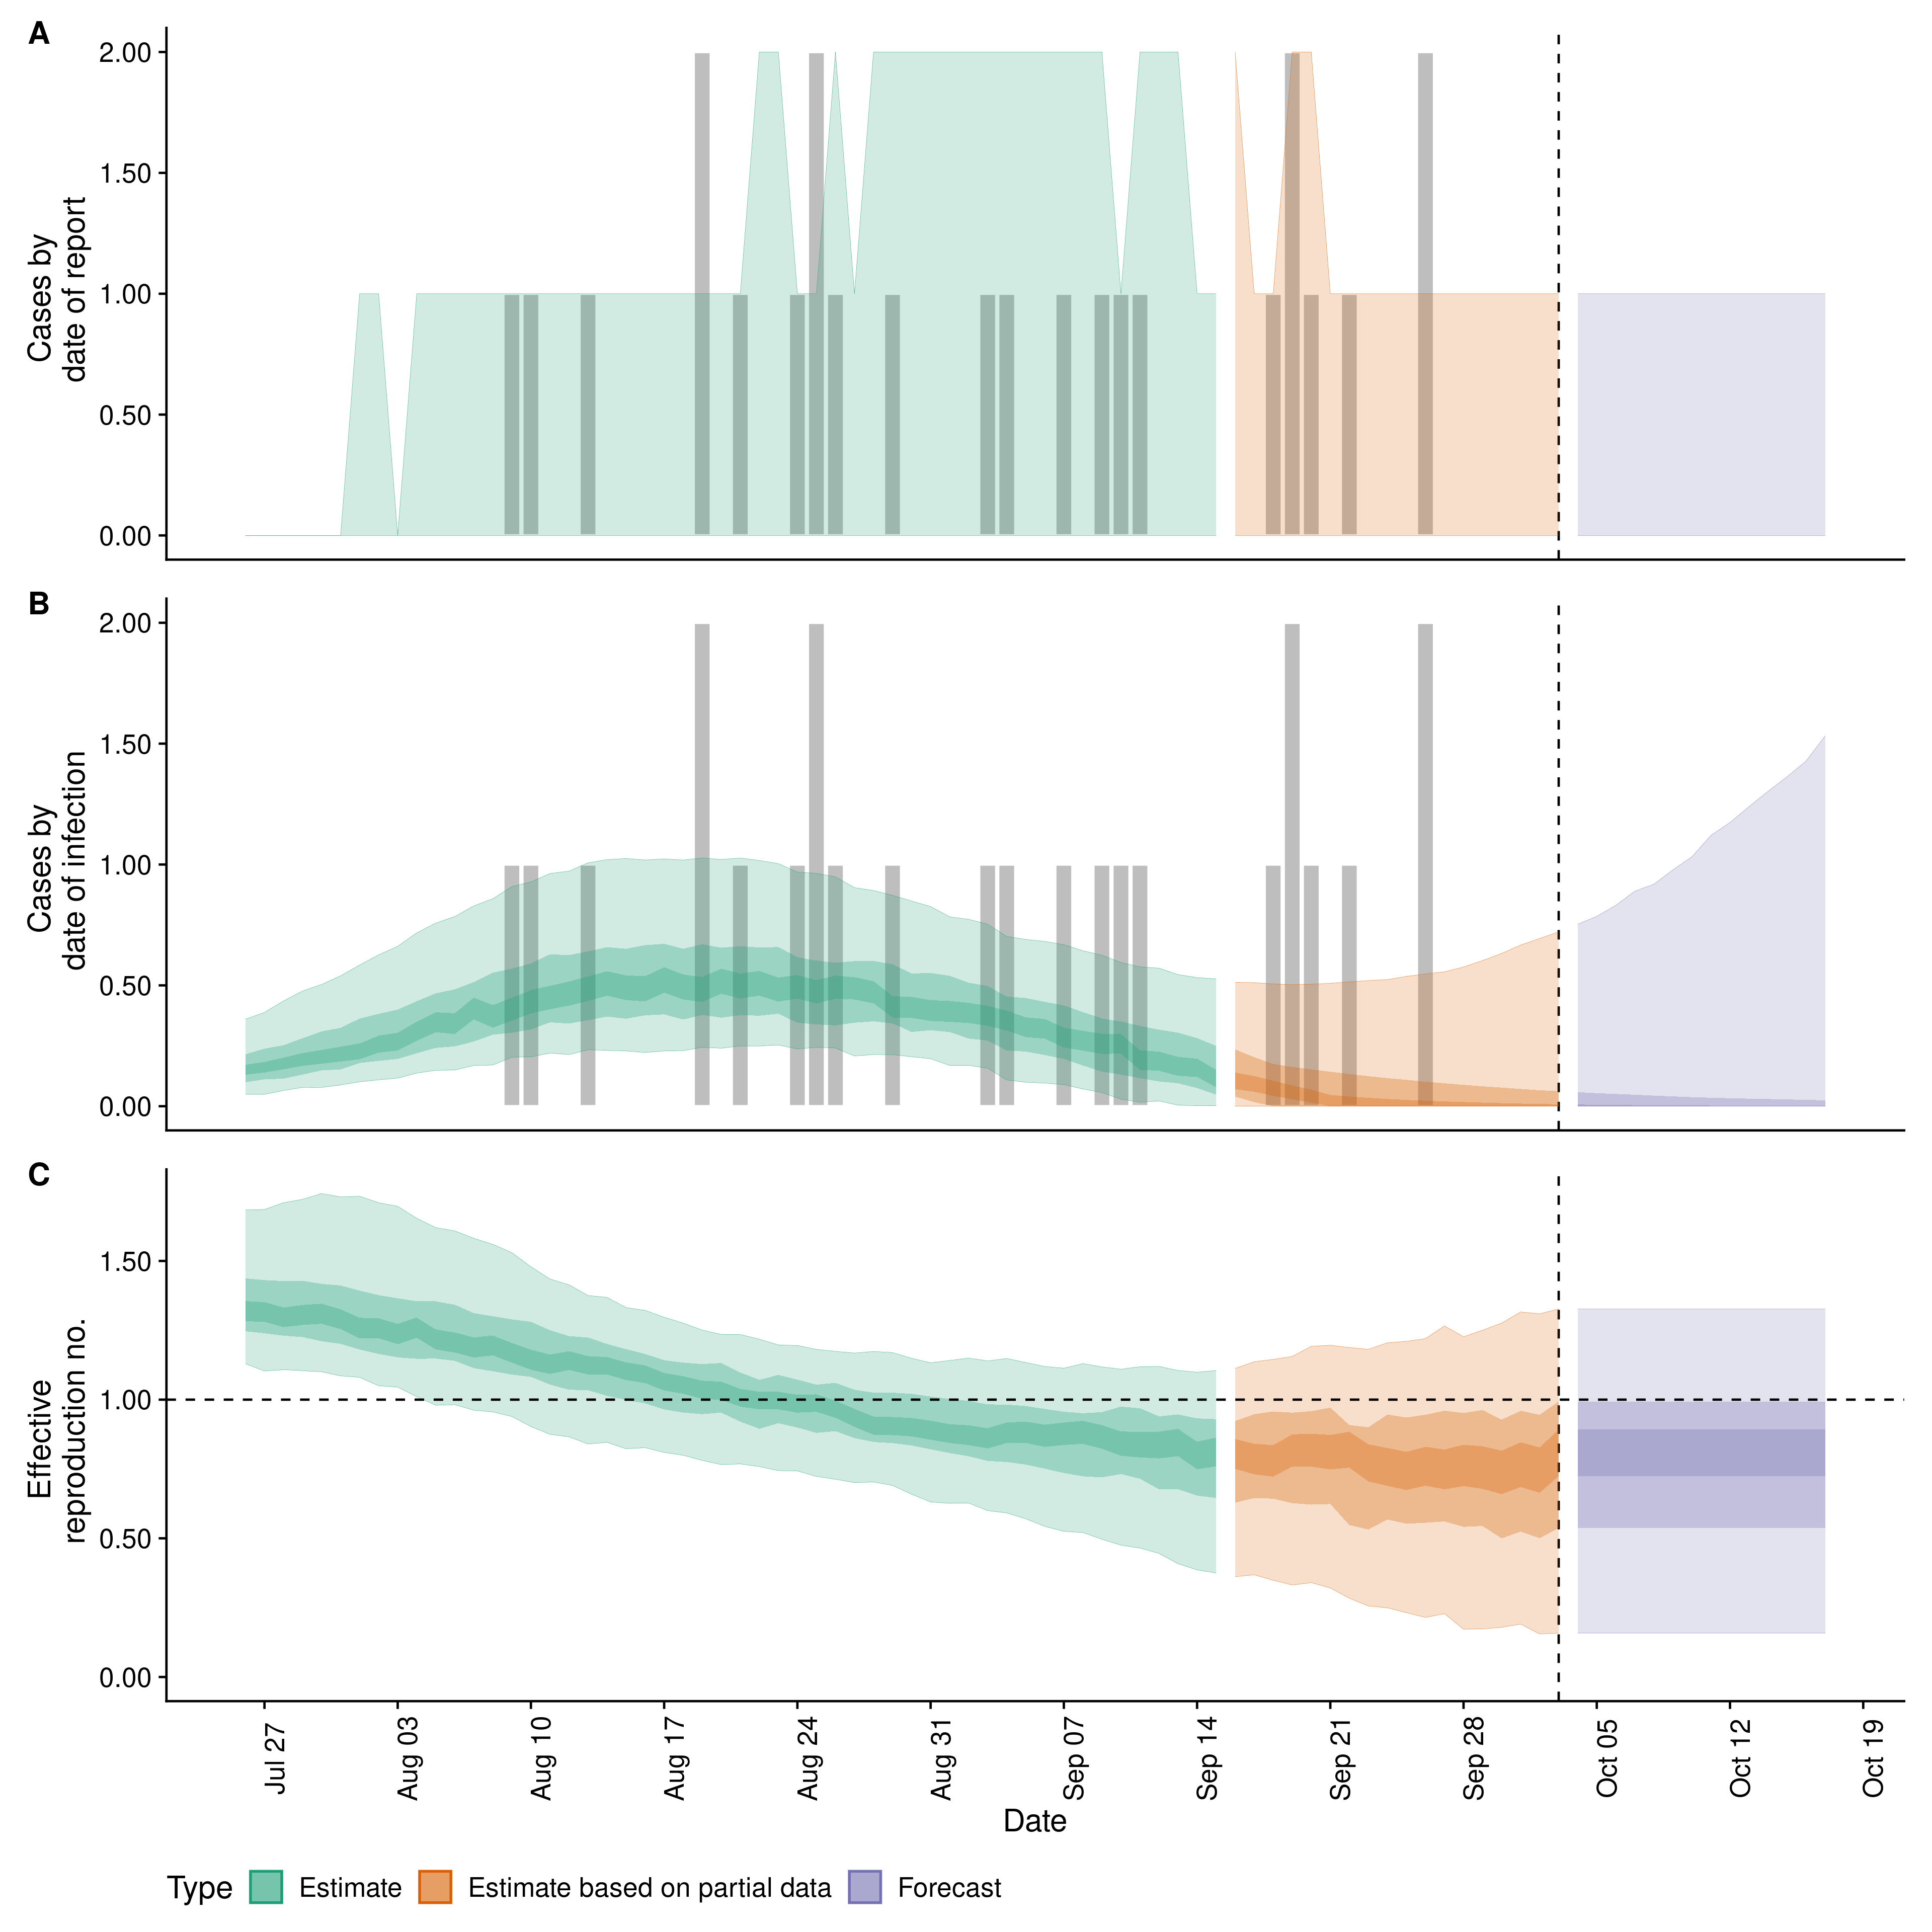 A
2.00
1.50
1.00
0.50
0.00
Cases by
date of report
B
2.00
1.50
1.00
0.50
0.00
Cases by
date of infection
C
1.50
1.00
0.50
0.00
Effective
reproduction no.
Jul 27
Aug 03
Aug 10
Aug 17
Aug 24
Aug 31
Sep 07
Sep 14
Sep 21
Sep 28
Oct 05
Oct 12
Oct 19
Date
Type Estimate Estimate based on partial data Forecast